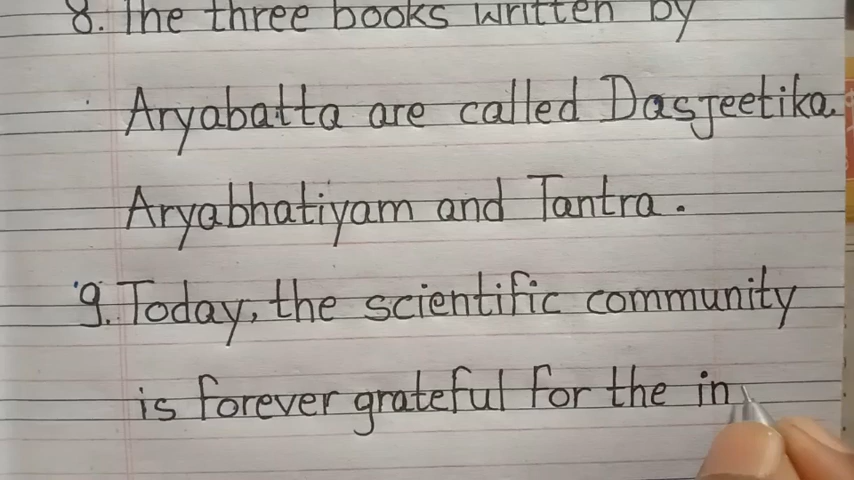 8. The three books written by
Aryabatta are called Dasjeetika.
Aryabhatiyam and Tantra.
9. Today, the scientific community
is forever grateful for the in